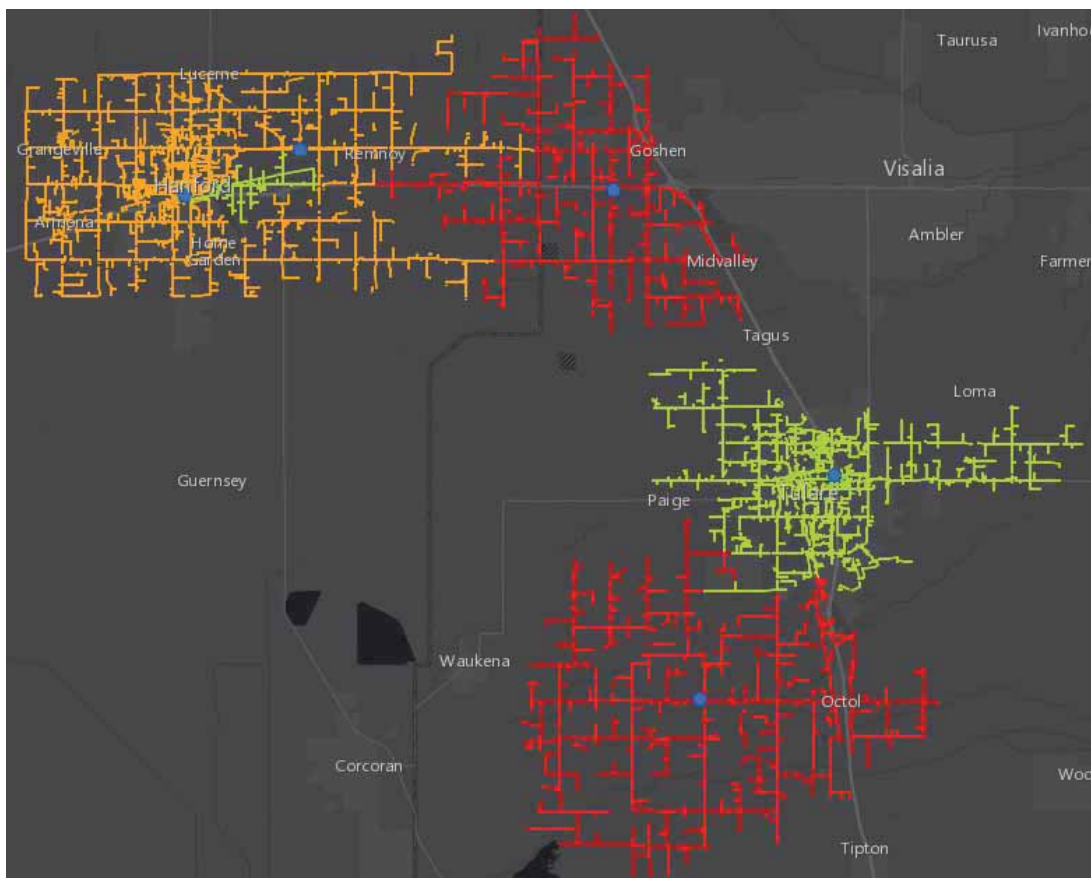 Ivanho
Taurusa
Lucerne
Grangeville
Remnoy
Goshen
Visalia
Hanford
Armona
Ambler
Home
Garden
Midvalley
Farmer
Tagus
Loma
Guernsey
Paige
Tulare
Waukena
Octol
Corcoran
Woo
Tipton